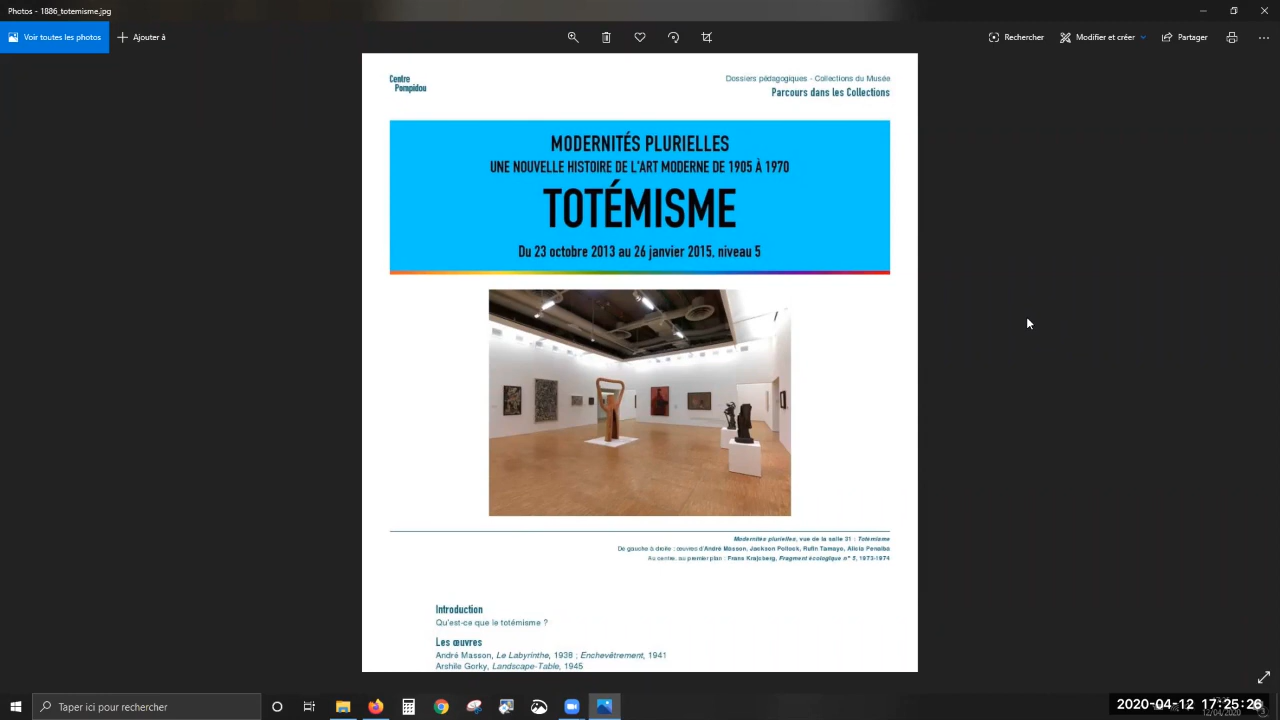 Photos - 1886_totemisme.jpg
Voir toutes les photos
Ajouter à
Rechercher
Modifier et créer
Partager
Centre
Pompidou
Dossiers pédagogiques - Collections du Musée
Parcours dans les Collections
MODERNITÉS PLURIELLES
UNE NOUVELLE HISTOIRE DE L'ART MODERNE DE 1905 À 1970
TOTÉMISME
Du 23 octobre 2013 au 26 janvier 2015, niveau 5
Modernités plurielles, vue de la salle 31 : Totémisme
De gauche à droite : œuvres d'André Masson, Jackson Pollock, Rufin Tamayo, Alicia Penalba
Au centre, au premier plan : Frans Krajcberg, Fragment écologique n° 5, 1973-1974
Introduction
Qu'est-ce que le totémisme ?
Les œuvres
André Masson, Le Labyrinthe, 1938 ; Enchevêtrement, 1941
Arshile Gorky, Landscape-Table, 1945
Taper ici pour rechercher
2020-04-12 17:25:26